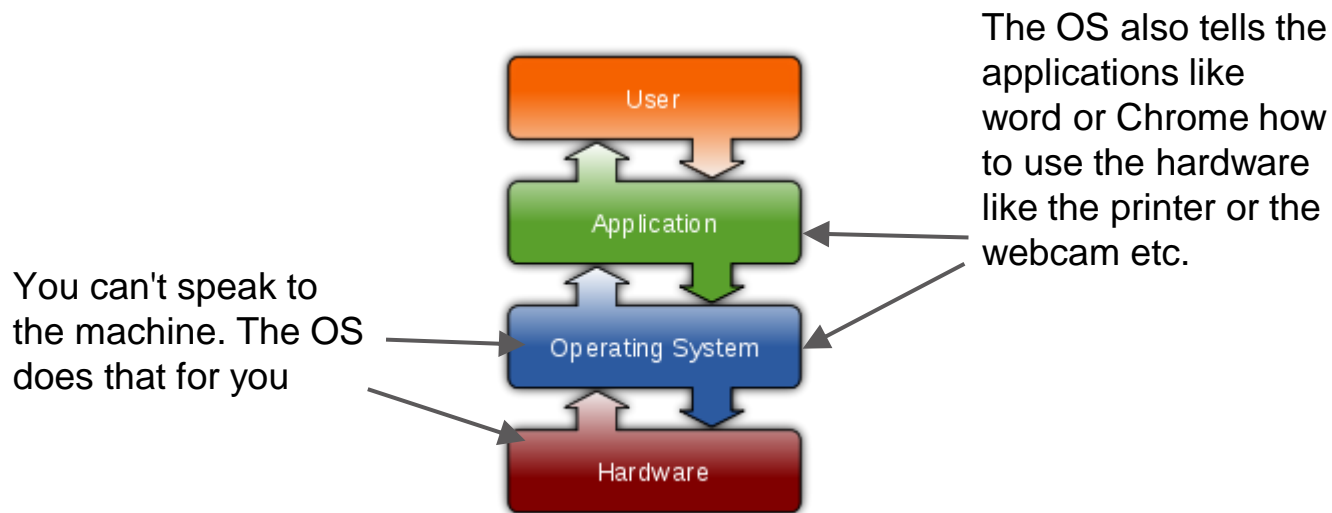 The OS also tells the
applications like
word or Chrome how
to use the hardware
like the printer or the
webcam etc.
User
Application
You can't speak to
the machine. The OS
does that for you
Operating System
Hardware